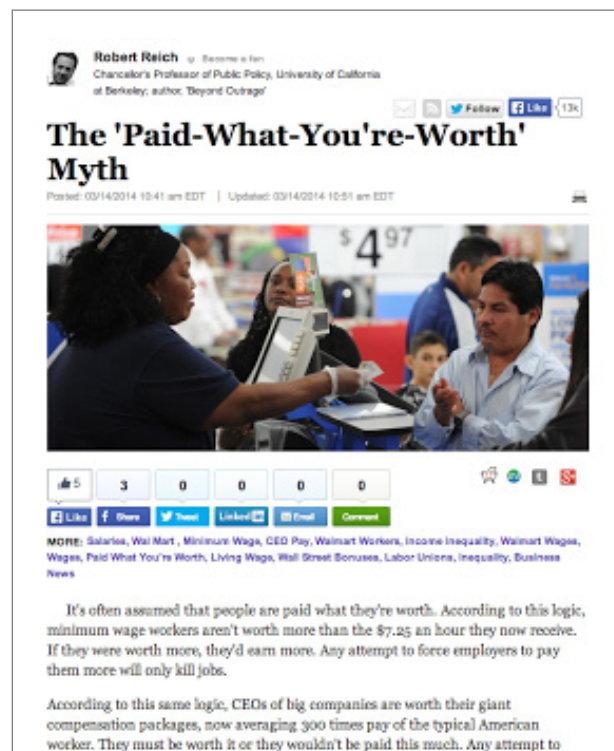 Robert Reich Become a fan
Chancellor's Professor of Public Policy, University of California
at Berkeley; author, 'Beyond Outrage'
Follow Like 13k
The 'Paid-What-You're-Worth'
Myth
Posted: 03/14/2014 10:41 am EDT | Updated: 03/14/2014 10:51 am EDT
$4.97
5 3 0 0 0 0
Like Share Tweet Linked in Email Comment
MORE: Salaries, Wal Mart , Minimum Wage, CEO Pay, Walmart Workers, Income Inequality, Walmart Wages,
Wages, Paid What You're Worth, Living Wage, Wall Street Bonuses, Labor Unions, Inequality, Business
News
It's often assumed that people are paid what they're worth. According to this logic,
minimum wage workers aren't worth more than the $7.25 an hour they now receive.
If they were worth more, they'd earn more. Any attempt to force employers to pay
them more will only kill jobs.
According to this same logic, CEOs of big companies are worth their giant
compensation packages, now averaging 300 times pay of the typical American
worker. They must be worth it or they wouldn't be paid this much. Any attempt to